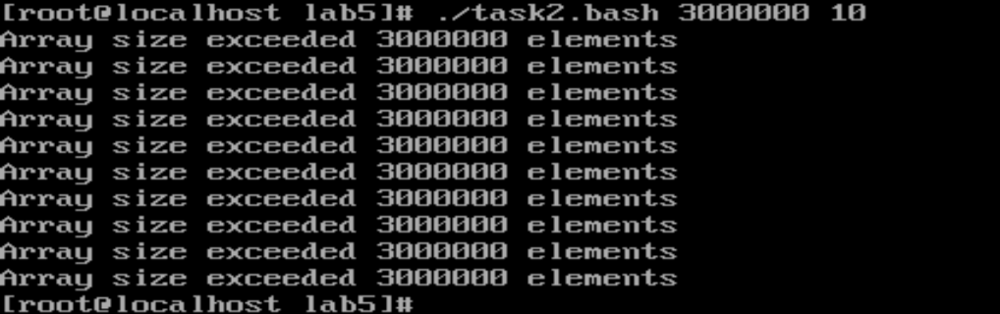 [root@localhost lab5]# ./task2.bash 3000000 10
Array size exceeded 3000000 elements
Array size exceeded 3000000 elements
Array size exceeded 3000000 elements
Array size exceeded 3000000 elements
Array size exceeded 3000000 elements
Array size exceeded 3000000 elements
Array size exceeded 3000000 elements
Array size exceeded 3000000 elements
Array size exceeded 3000000 elements
Array size exceeded 3000000 elements
[root@localhost lab5]#